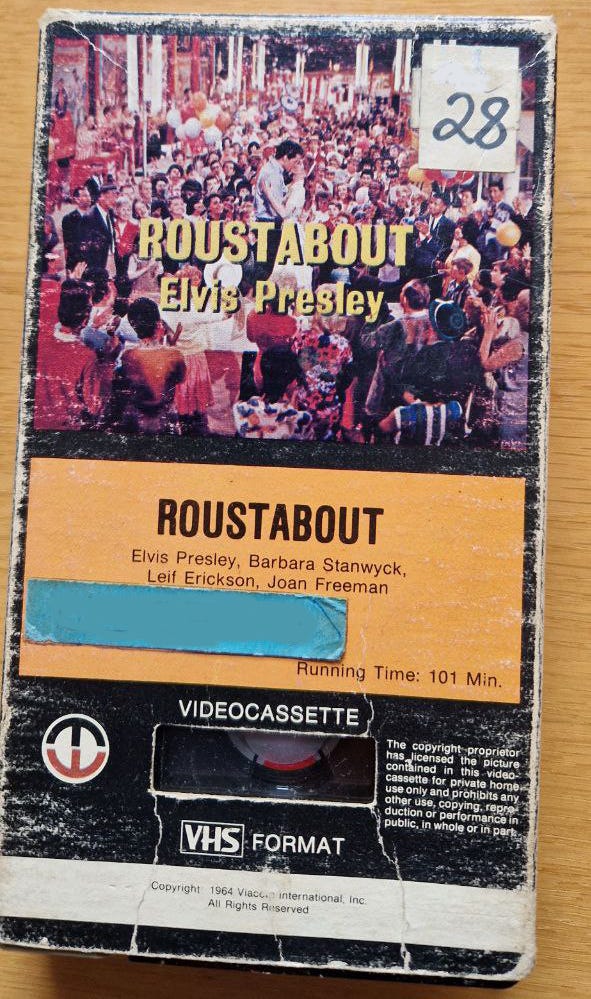 28
ROUSTABOUT
Elvis Presley
ROUSTABOUT
Elvis Presley, Barbara Stanwyck,
Leif Erickson, Joan Freeman
Running Time: 101 Min.
VIDEOCASSETTE
The copyright proprietor
has licensed the picture
contained in this video-
cassette for private home
use only and prohibits any
other use, copying, repro-
duction or performance in
public, in whole or in part.
VHS FORMAT
Copyright 1964 Viacom International, Inc.
All Rights Reserved